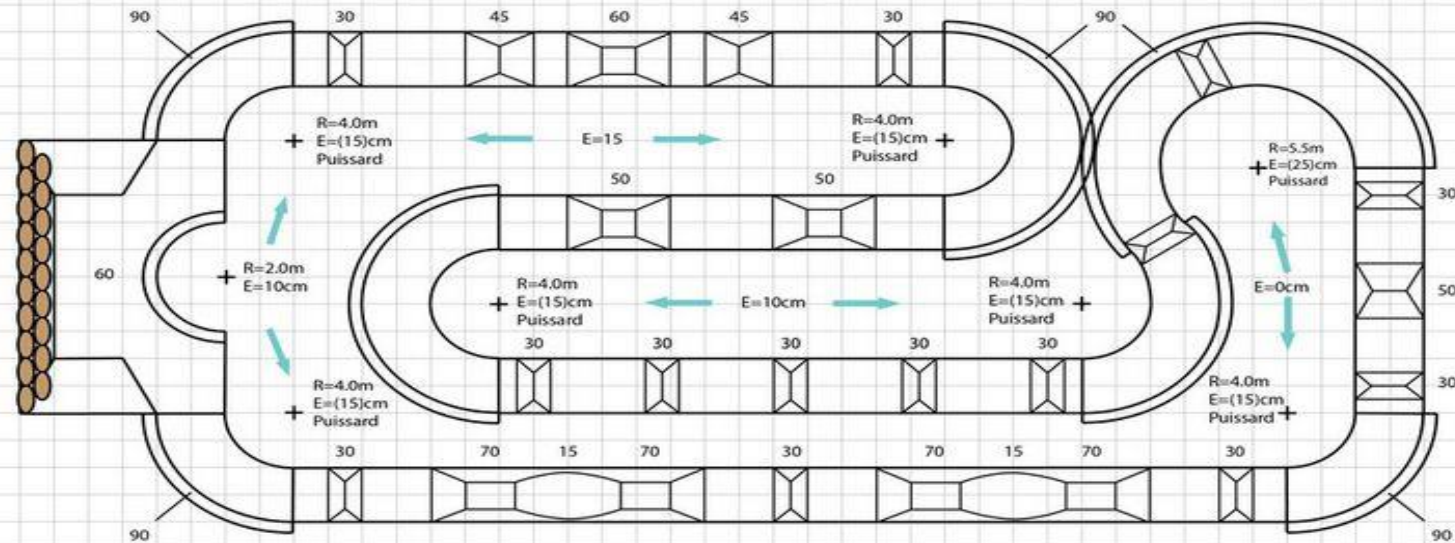 90 30 45 60 45 30 90
R=4.0m
E=(15)cm
Puissard
E=15
R=4.0m
E=(15)cm
Puissard
R=5.5m
E=(25)cm
Puissard
50 50
30
60
R=2.0m
E=10cm
R=4.0m
E=(15)cm
Puissard
E=10cm
R=4.0m
E=(15)cm
Puissard
E=0cm
50
30 30 30 30 30
R=4.0m
E=(15)cm
Puissard
R=4.0m
E=(15)cm
Puissard
30
30 70 15 70 30 70 15 70 30
90 90